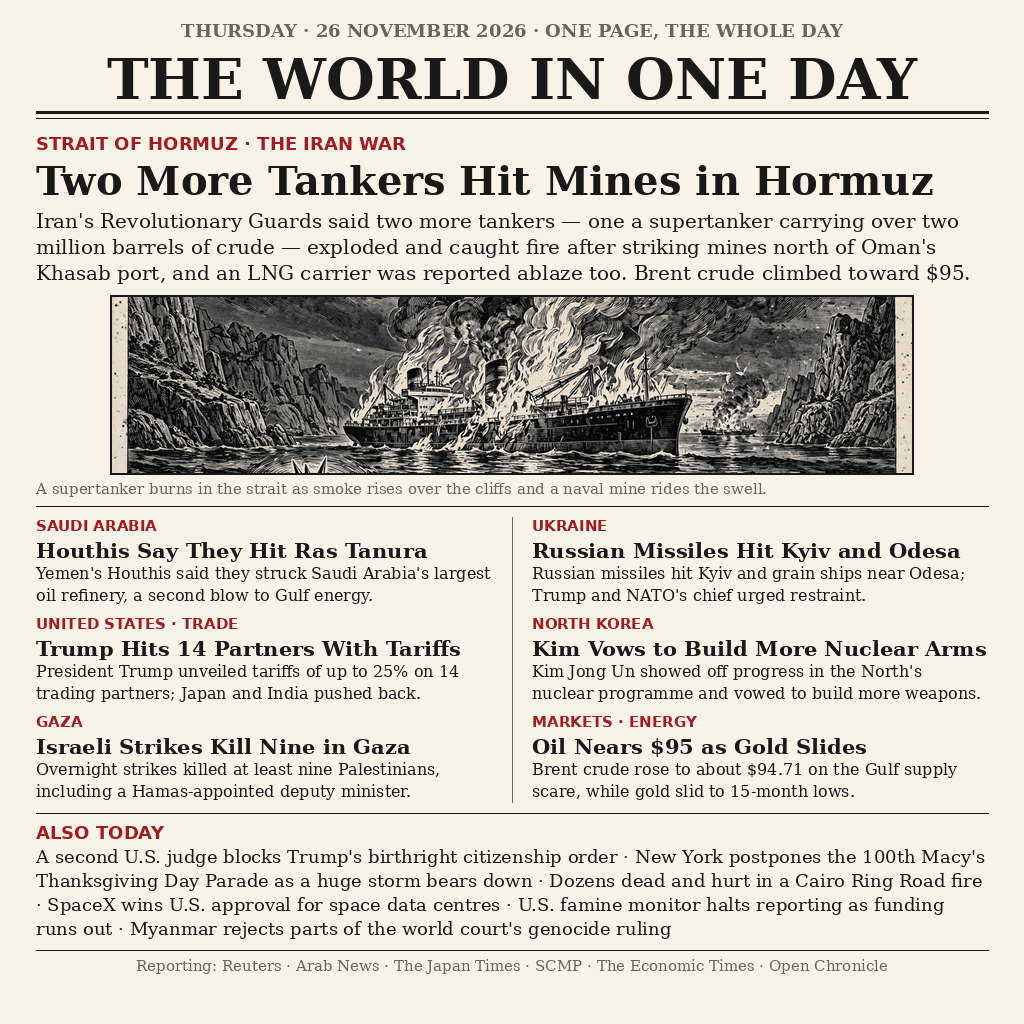 THURSDAY · 26 NOVEMBER 2026 · ONE PAGE, THE WHOLE DAY
THE WORLD IN ONE DAY
STRAIT OF HORMUZ · THE IRAN WAR
Two More Tankers Hit Mines in Hormuz
Iran's Revolutionary Guards said two more tankers — one a supertanker carrying over two
million barrels of crude — exploded and caught fire after striking mines north of Oman's
Khasab port, and an LNG carrier was reported ablaze too. Brent crude climbed toward $95.
A supertanker burns in the strait as smoke rises over the cliffs and a naval mine rides the swell.
SAUDI ARABIA
Houthis Say They Hit Ras Tanura
Yemen's Houthis said they struck Saudi Arabia's largest
oil refinery, a second blow to Gulf energy.
UNITED STATES · TRADE
Trump Hits 14 Partners With Tariffs
President Trump unveiled tariffs of up to 25% on 14
trading partners; Japan and India pushed back.
GAZA
Israeli Strikes Kill Nine in Gaza
Overnight strikes killed at least nine Palestinians,
including a Hamas-appointed deputy minister.
UKRAINE
Russian Missiles Hit Kyiv and Odesa
Russian missiles hit Kyiv and grain ships near Odesa;
Trump and NATO's chief urged restraint.
NORTH KOREA
Kim Vows to Build More Nuclear Arms
Kim Jong Un showed off progress in the North's
nuclear programme and vowed to build more weapons.
MARKETS · ENERGY
Oil Nears $95 as Gold Slides
Brent crude rose to about $94.71 on the Gulf supply
scare, while gold slid to 15-month lows.
ALSO TODAY
A second U.S. judge blocks Trump's birthright citizenship order · New York postpones the 100th Macy's
Thanksgiving Day Parade as a huge storm bears down · Dozens dead and hurt in a Cairo Ring Road fire
· SpaceX wins U.S. approval for space data centres · U.S. famine monitor halts reporting as funding
runs out · Myanmar rejects parts of the world court's genocide ruling
Reporting: Reuters · Arab News · The Japan Times · SCMP · The Economic Times · Open Chronicle